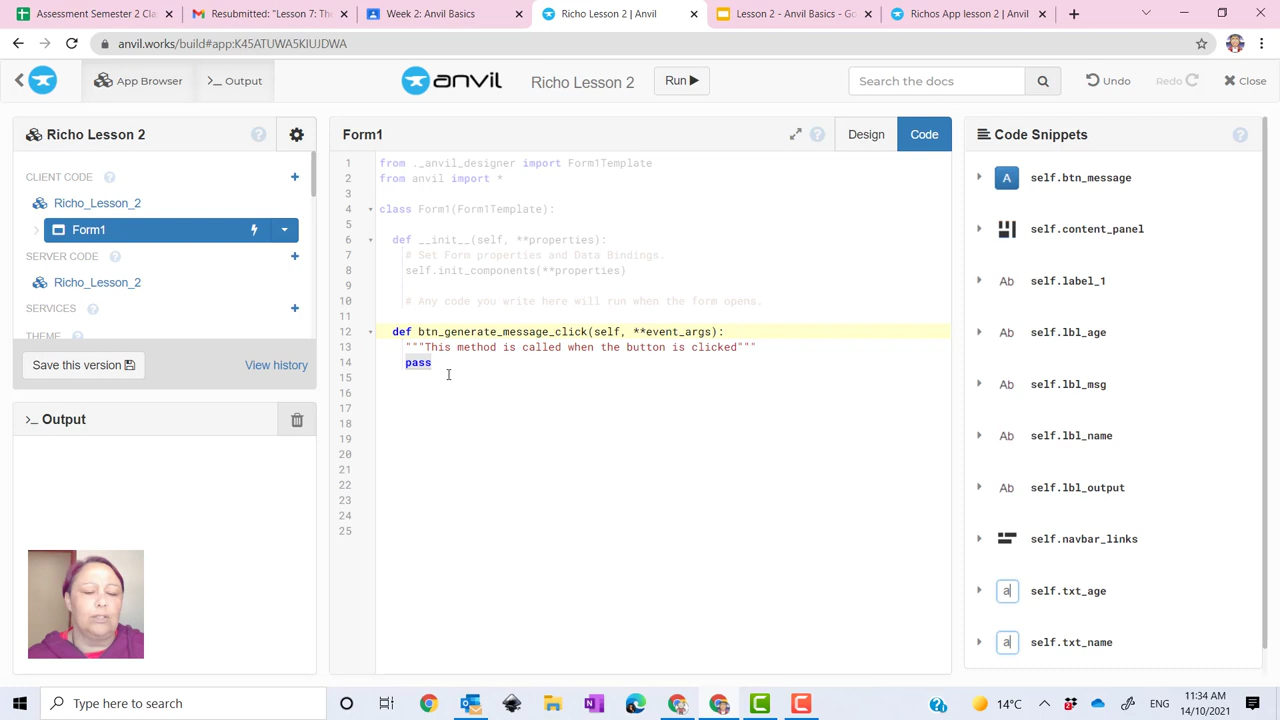 Assessment Semester 2 Clas
Resubmitted: "Lesson 7: The
Week 2: Basics
Richo Lesson 2 | Anvil
Lesson 2 - Anvil Basics - Go
Richos App lesson 2 | Anvil
anvil.works/build#app:K45ATUWA5KIUJDWA
App Browser
>_ Output
anvil
Richo Lesson 2
Run
Search the docs
Undo
Redo
Close
Richo Lesson 2
CLIENT CODE
Richo_Lesson_2
Form1
SERVER CODE
Richo_Lesson_2
SERVICES
THEME
Save this version
View history
>_ Output
Form1
Design
Code
1 from ._anvil_designer import Form1Template
2 from anvil import *
3
4 class Form1(Form1Template):
5
6 def __init__(self, **properties):
7 # Set Form properties and Data Bindings.
8 self.init_components(**properties)
9
10 # Any code you write here will run when the form opens.
11
12 def btn_generate_message_click(self, **event_args):
13 """This method is called when the button is clicked"""
14 pass
15
16
17
18
19
20
21
22
23
24
25
Code Snippets
A self.btn_message
self.content_panel
Ab self.label_1
Ab self.lbl_age
Ab self.lbl_msg
Ab self.lbl_name
Ab self.lbl_output
self.navbar_links
a self.txt_age
a self.txt_name
Type here to search
14°C
ENG
11:34 AM
14/10/2021